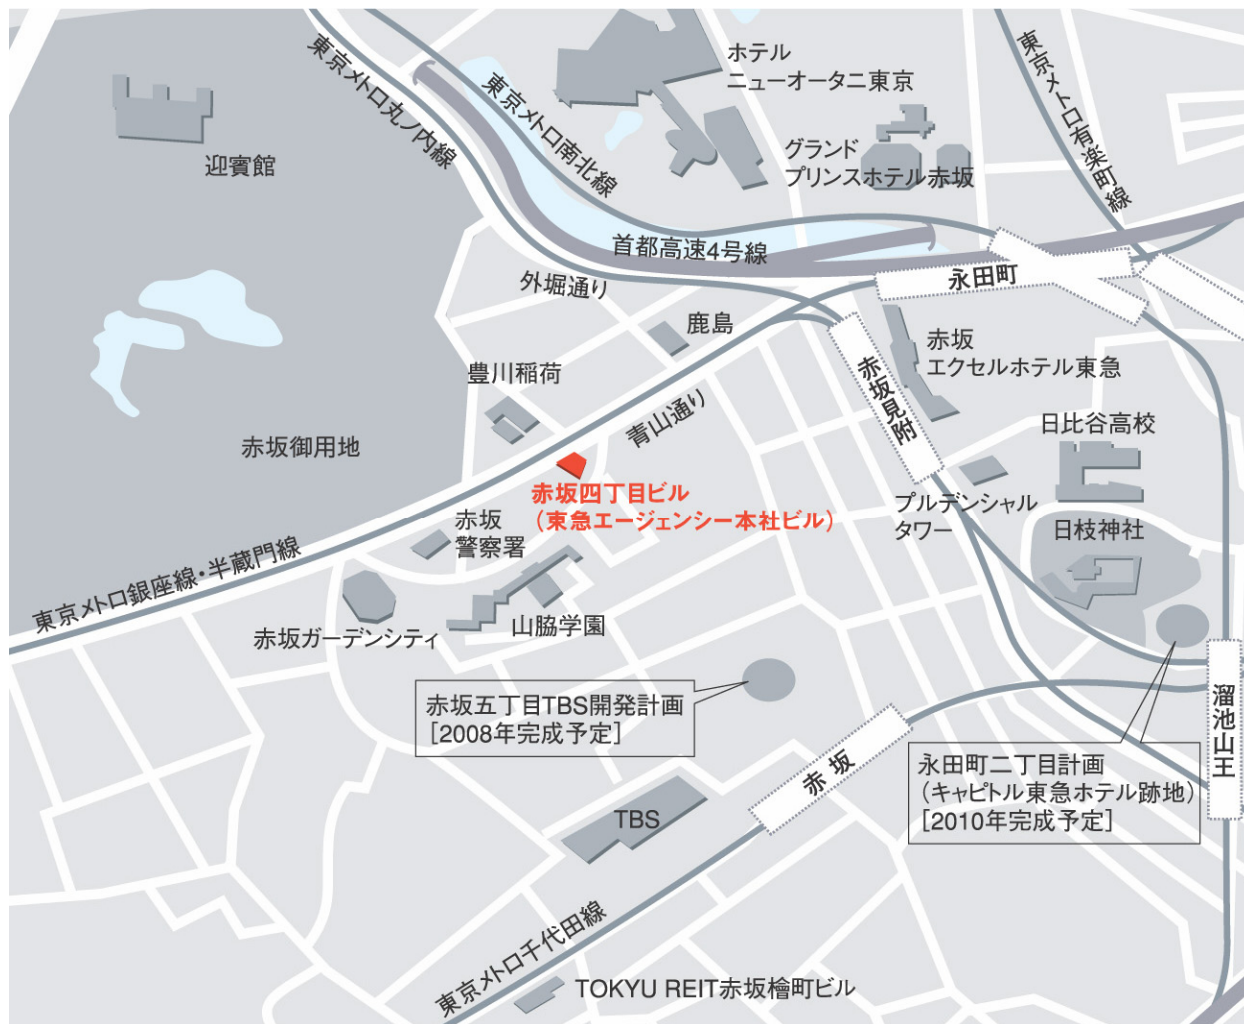 ホテル
ニューオータニ東京
東京メトロ有楽町線
東京メトロ丸ノ内線
東京メトロ南北線
グランド
プリンスホテル赤坂
迎賓館
首都高速4号線
外堀通り
永田町
鹿島
赤坂
エクセルホテル東急
豊川稲荷
赤坂見附
青山通り
日比谷高校
赤坂御用地
赤坂四丁目ビル
（東急エージェンシー本社ビル）
プルデンシャル
タワー
赤坂
警察署
日枝神社
東京メトロ銀座線・半蔵門線
赤坂ガーデンシティ
山脇学園
赤坂五丁目TBS開発計画
[2008年完成予定]
溜池山王
赤坂
永田町二丁目計画
（キャピトル東急ホテル跡地）
[2010年完成予定]
TBS
東京メトロ千代田線
TOKYU REIT赤坂檜町ビル